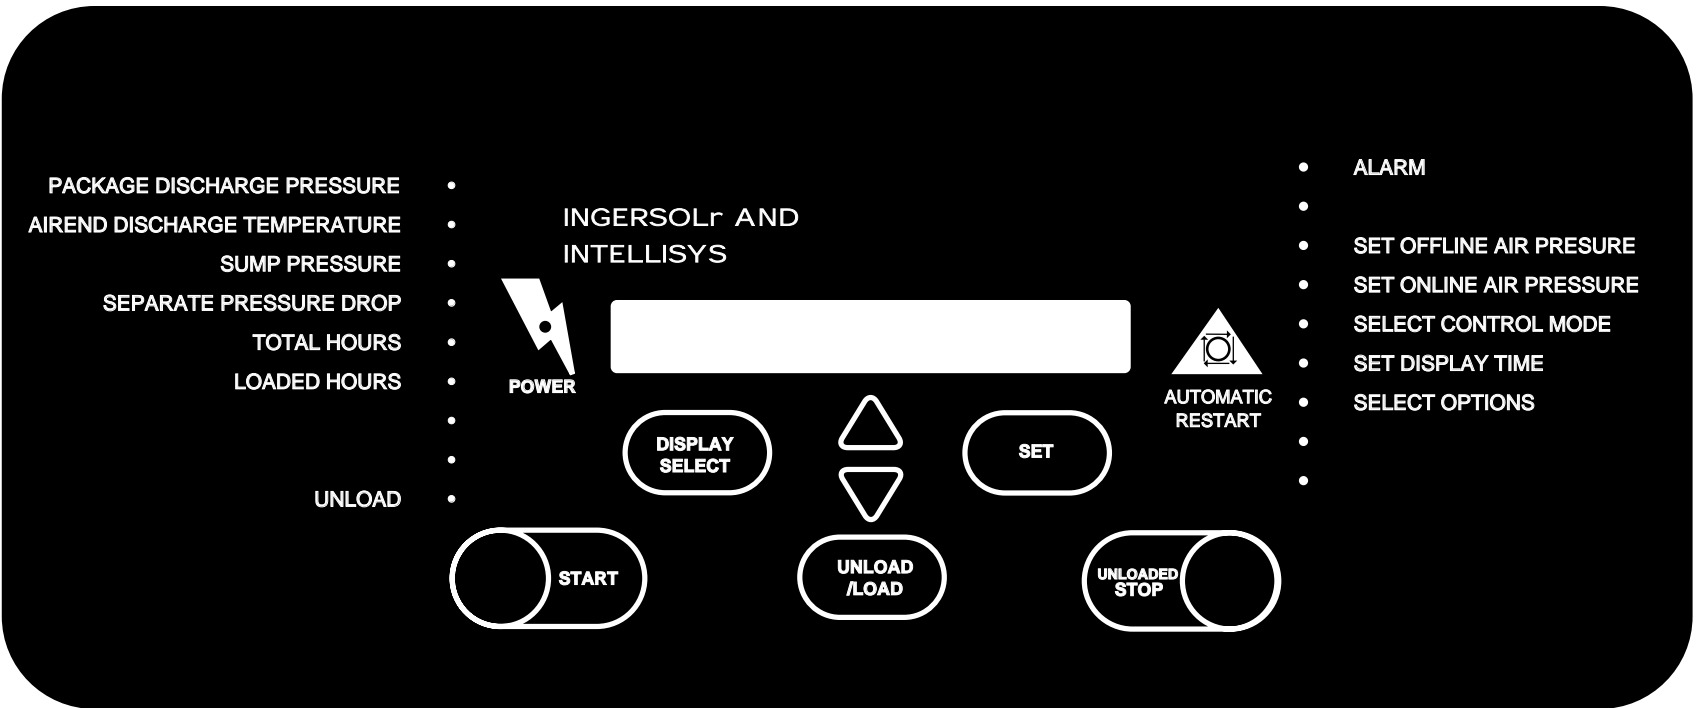 PACKAGE DISCHARGE PRESSURE
AIREND DISCHARGE TEMPERATURE
SUMP PRESSURE
SEPARATE PRESSURE DROP
TOTAL HOURS
LOADED HOURS
UNLOAD
INGERSOLr AND
INTELLISYS
POWER
DISPLAY
SELECT
SET
AUTOMATIC
RESTART
START
UNLOAD
/LOAD
UNLOADED
STOP
ALARM
SET OFFLINE AIR PRESURE
SET ONLINE AIR PRESSURE
SELECT CONTROL MODE
SET DISPLAY TIME
SELECT OPTIONS